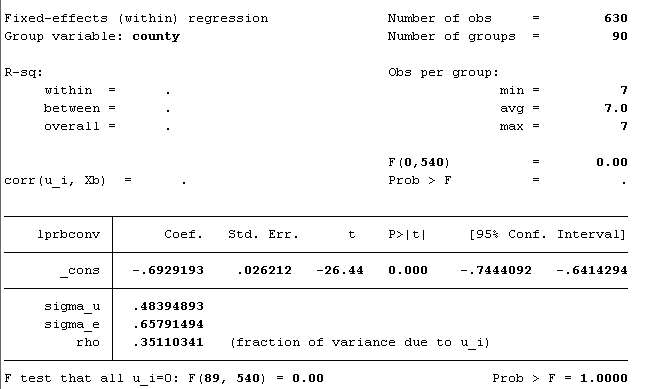 Fixed-effects (within) regression Number of obs = 630
Group variable: county Number of groups = 90
R-sq: Obs per group:
within = . min = 7
between = . avg = 7.0
overall = . max = 7
F(0,540) = 0.00
corr(u_i, Xb) = . Prob > F = .
lprbconv Coef. Std. Err. t P>|t| [95% Conf. Interval]
_cons -.6929193 .026212 -26.44 0.000 -.7444092 -.6414294
sigma_u .48394893
sigma_e .65791494
rho .35110341 (fraction of variance due to u_i)
F test that all u_i=0: F(89, 540) = 0.00 Prob > F = 1.0000